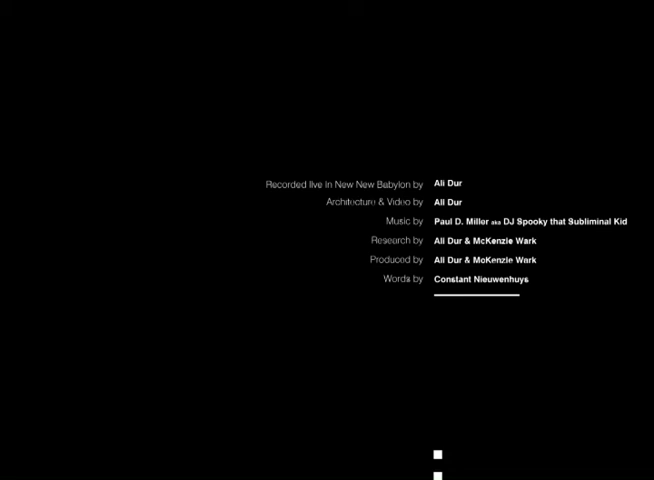 Recorded live in New New Babylon by Ali Dur
Architecture & Video by Ali Dur
Music by Paul D. Miller aka DJ Spooky that Subliminal Kid
Research by Ali Dur & McKenzie Wark
Produced by Ali Dur & McKenzie Wark
Words by Constant Nieuwenhuys